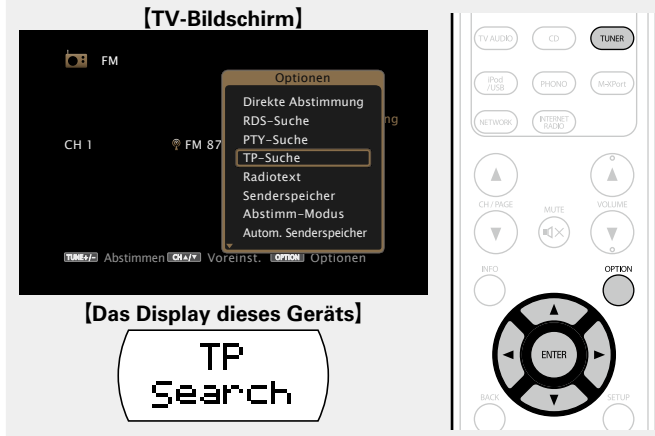 【TV-Bildschirm】
FM
Optionen
Direkte Abstimmung
RDS-Suche
ng
PTY-Suche
CH 1
FM 87
TP-Suche
Radiotext
Senderspeicher
Abstimm-Modus
Autom. Senderspeicher
TUNE+/- Abstimmen CH▲/▼ Voreinst. OPTION Optionen
【Das Display dieses Geräts】
TP
Search
TV AUDIO
CD
TUNER
iPod
/USB
PHONO
M-XPort
NETWORK
INTERNET
RADIO
CH / PAGE
MUTE
VOLUME
INFO
OPTION
ENTER
BACK
SETUP